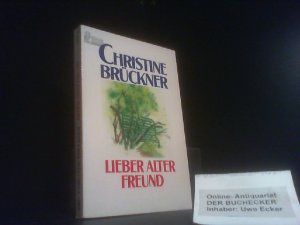 CHRISTINE
BRÜCKNER
LIEBER ALTER
FREUND
Online- Antiquariat
DER BUCHECKER
Inhaber: Uwe Ecker